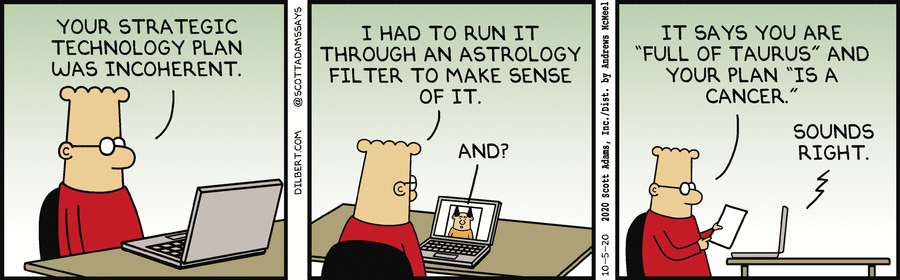 YOUR STRATEGIC
TECHNOLOGY PLAN
WAS INCOHERENT.
DILBERT.COM @SCOTTADAMSSAYS
I HAD TO RUN IT
THROUGH AN ASTROLOGY
FILTER TO MAKE SENSE
OF IT.
AND?
10-5-20 2020 Scott Adams, Inc./Dist. by Andrews McMeel
IT SAYS YOU ARE
“FULL OF TAURUS” AND
YOUR PLAN “IS A
CANCER.”
SOUNDS
RIGHT.